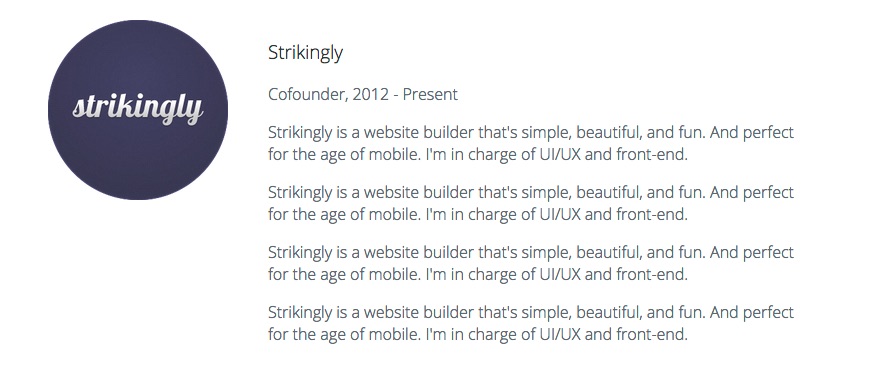 strikingly
Strikingly
Cofounder, 2012 - Present
Strikingly is a website builder that's simple, beautiful, and fun. And perfect
for the age of mobile. I'm in charge of UI/UX and front-end.
Strikingly is a website builder that's simple, beautiful, and fun. And perfect
for the age of mobile. I'm in charge of UI/UX and front-end.
Strikingly is a website builder that's simple, beautiful, and fun. And perfect
for the age of mobile. I'm in charge of UI/UX and front-end.
Strikingly is a website builder that's simple, beautiful, and fun. And perfect
for the age of mobile. I'm in charge of UI/UX and front-end.